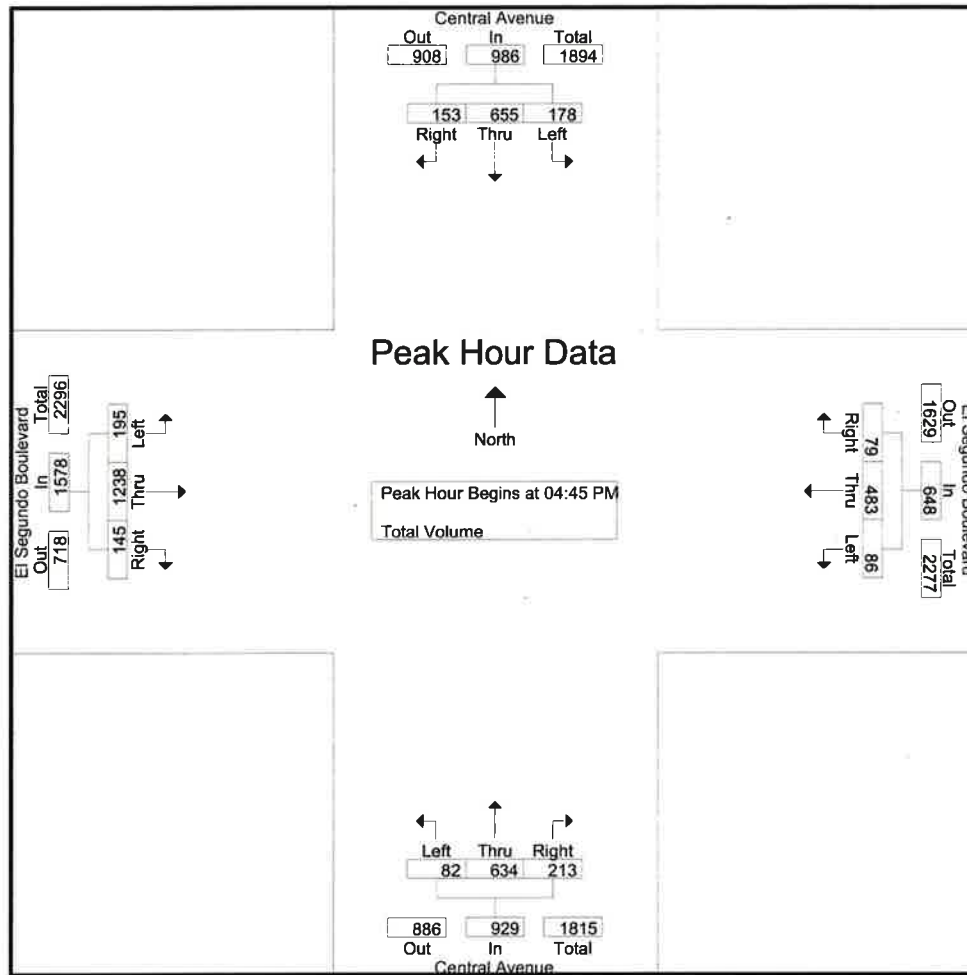 Central Avenue
Out In Total
908 986 1894
153 655 178
Right Thru Left
Peak Hour Data
North
Peak Hour Begins at 04:45 PM
Total Volume
El Segundo Boulevard
Total In Out
2296 1578 718
195 1238 145
Left Thru Right
Right Thru Left
79 483 86
Out In Total
1629 648 2277
El Segundo Boulevard
Left Thru Right
82 634 213
886 929 1815
Out In Total
Central Avenue